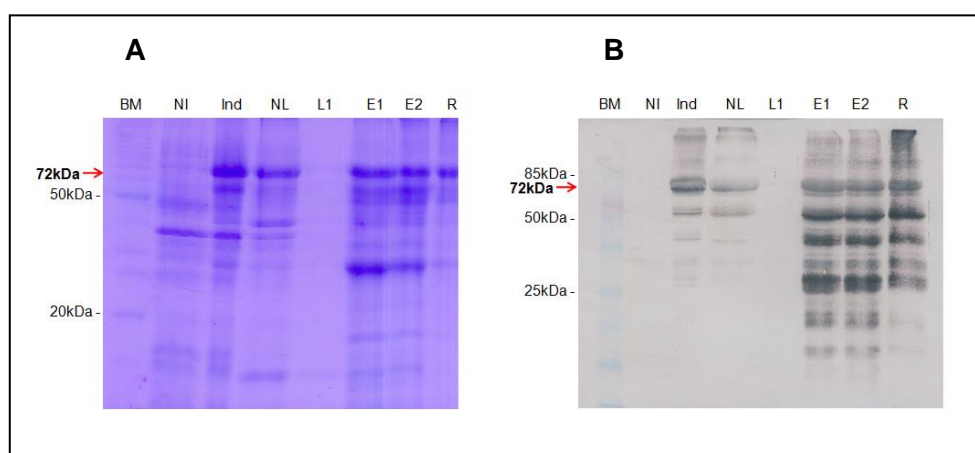 A
BM NI Ind NL L1 E1 E2 R
72kDa
50kDa -
20kDa -
B
BM NI Ind NL L1 E1 E2 R
85kDa -
72kDa
50kDa -
25kDa -